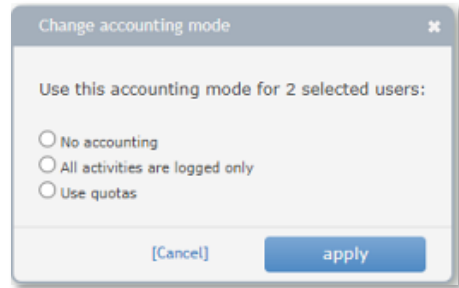 Change accounting mode
Use this accounting mode for 2 selected users:
No accounting
All activities are logged only
Use quotas
[Cancel] apply